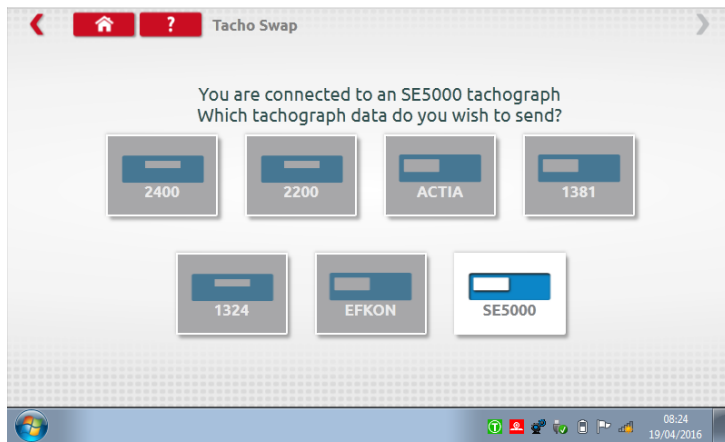 ? Tacho Swap
You are connected to an SE5000 tachograph
Which tachograph data do you wish to send?
2400 2200 ACTIA 1381
1324 EFKON SE5000
08:24
19/04/2016